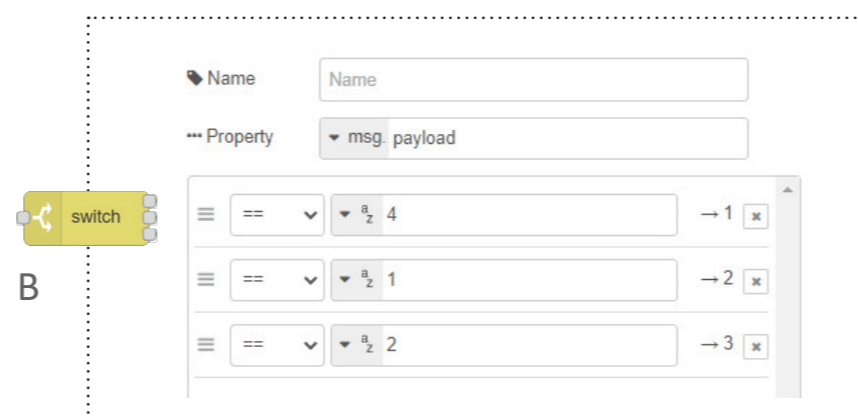 Name Name
Property msg. payload
switch
== a z 4 → 1 x
== a z 1 → 2 x
B
== a z 2 → 3 x